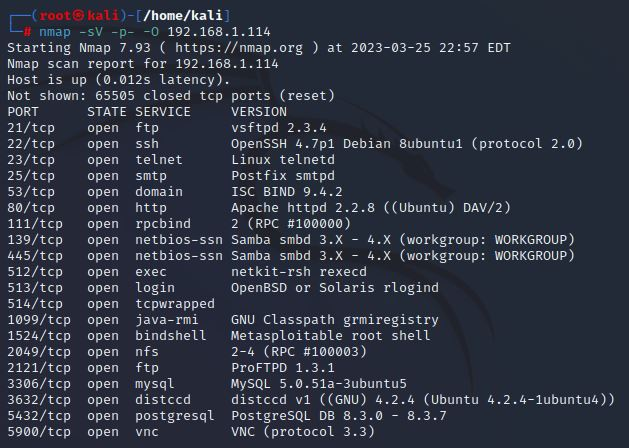 ┌──(root㉿kali)-[/home/kali]
└─# nmap -sV -p- -O 192.168.1.114
Starting Nmap 7.93 ( https://nmap.org ) at 2023-03-25 22:57 EDT
Nmap scan report for 192.168.1.114
Host is up (0.012s latency).
Not shown: 65505 closed tcp ports (reset)
PORT     STATE SERVICE     VERSION
21/tcp   open  ftp         vsftpd 2.3.4
22/tcp   open  ssh         OpenSSH 4.7p1 Debian 8ubuntu1 (protocol 2.0)
23/tcp   open  telnet      Linux telnetd
25/tcp   open  smtp        Postfix smtpd
53/tcp   open  domain      ISC BIND 9.4.2
80/tcp   open  http        Apache httpd 2.2.8 ((Ubuntu) DAV/2)
111/tcp  open  rpcbind     2 (RPC #100000)
139/tcp  open  netbios-ssn Samba smbd 3.X - 4.X (workgroup: WORKGROUP)
445/tcp  open  netbios-ssn Samba smbd 3.X - 4.X (workgroup: WORKGROUP)
512/tcp  open  exec        netkit-rsh rexecd
513/tcp  open  login       OpenBSD or Solaris rlogind
514/tcp  open  tcpwrapped
1099/tcp open  java-rmi    GNU Classpath grmiregistry
1524/tcp open  bindshell   Metasploitable root shell
2049/tcp open  nfs         2-4 (RPC #100003)
2121/tcp open  ftp         ProFTPD 1.3.1
3306/tcp open  mysql       MySQL 5.0.51a-3ubuntu5
3632/tcp open  distccd     distccd v1 ((GNU) 4.2.4 (Ubuntu 4.2.4-1ubuntu4))
5432/tcp open  postgresql  PostgreSQL DB 8.3.0 - 8.3.7
5900/tcp open  vnc         VNC (protocol 3.3)